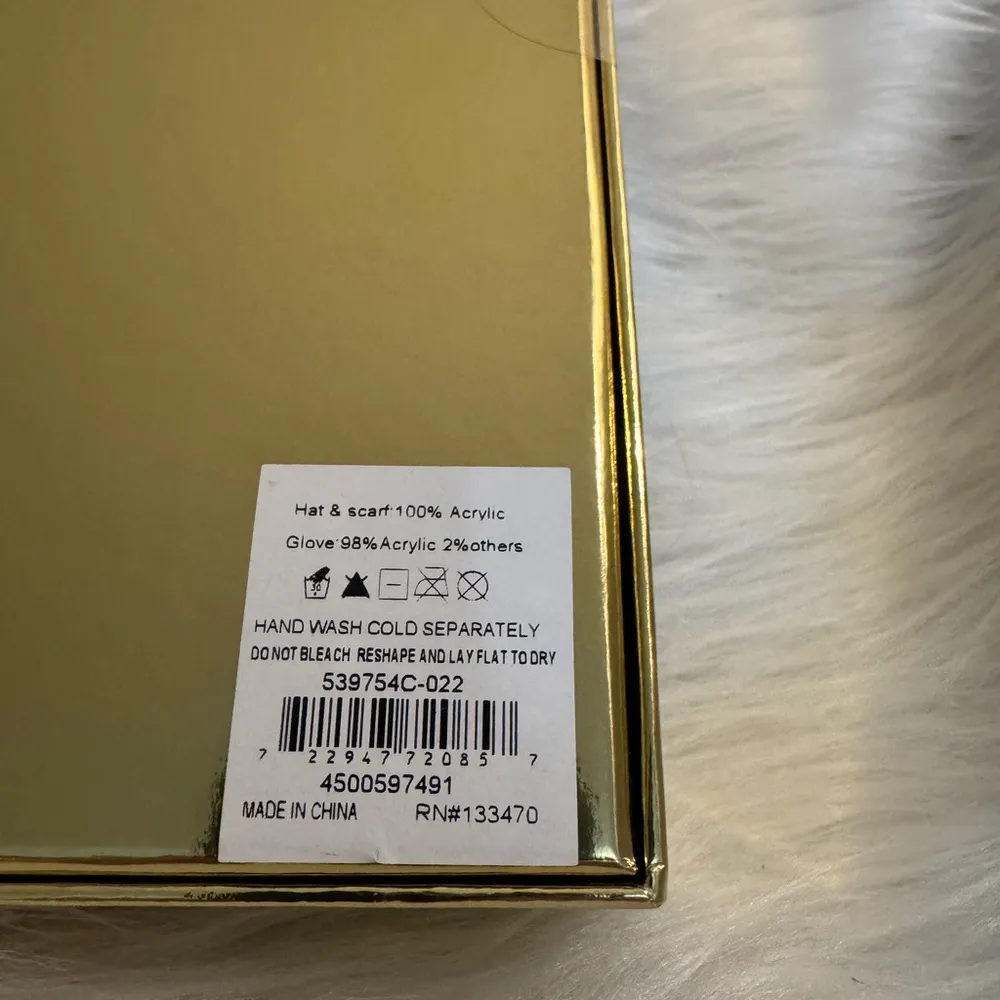 Hat & scarf:100% Acrylic
Glove:98%Acrylic 2%others
30
HAND WASH COLD SEPARATELY
DO NOT BLEACH RESHAPE AND LAY FLAT TO DRY
539754C-022
7 22947 72085 7
4500597491
MADE IN CHINA RN#133470